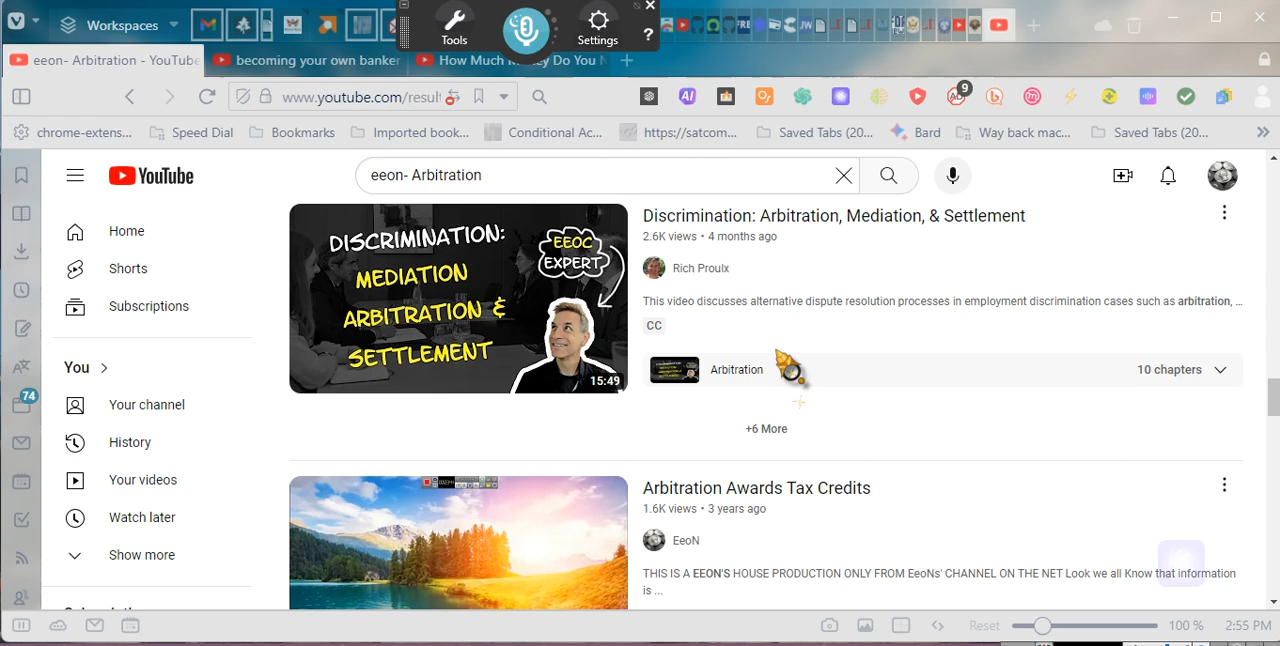 Workspaces
Tools
Settings
?
eeon- Arbitration - YouTube
becoming your own banker
How Much Money Do You N
www.youtube.com/result
9
chrome-extens...
Speed Dial
Bookmarks
Imported book...
Conditional Ac...
https://satcom...
Saved Tabs (20...
Bard
Way back mac...
Saved Tabs (20...
YouTube
eeon- Arbitration
Home
Shorts
Subscriptions
You
Your channel
History
Your videos
Watch later
Show more
74
DISCRIMINATION:
MEDIATION
ARBITRATION &
SETTLEMENT
EEOC
EXPERT
15:49
Discrimination: Arbitration, Mediation, & Settlement
2.6K views • 4 months ago
Rich Proulx
This video discusses alternative dispute resolution processes in employment discrimination cases such as arbitration, ...
CC
Arbitration
10 chapters
+6 More
Arbitration Awards Tax Credits
1.6K views • 3 years ago
EeoN
THIS IS A EEON'S HOUSE PRODUCTION ONLY FROM EeoNs' CHANNEL ON THE NET Look we all Know that information
is ...
Reset
100 %
2:55 PM